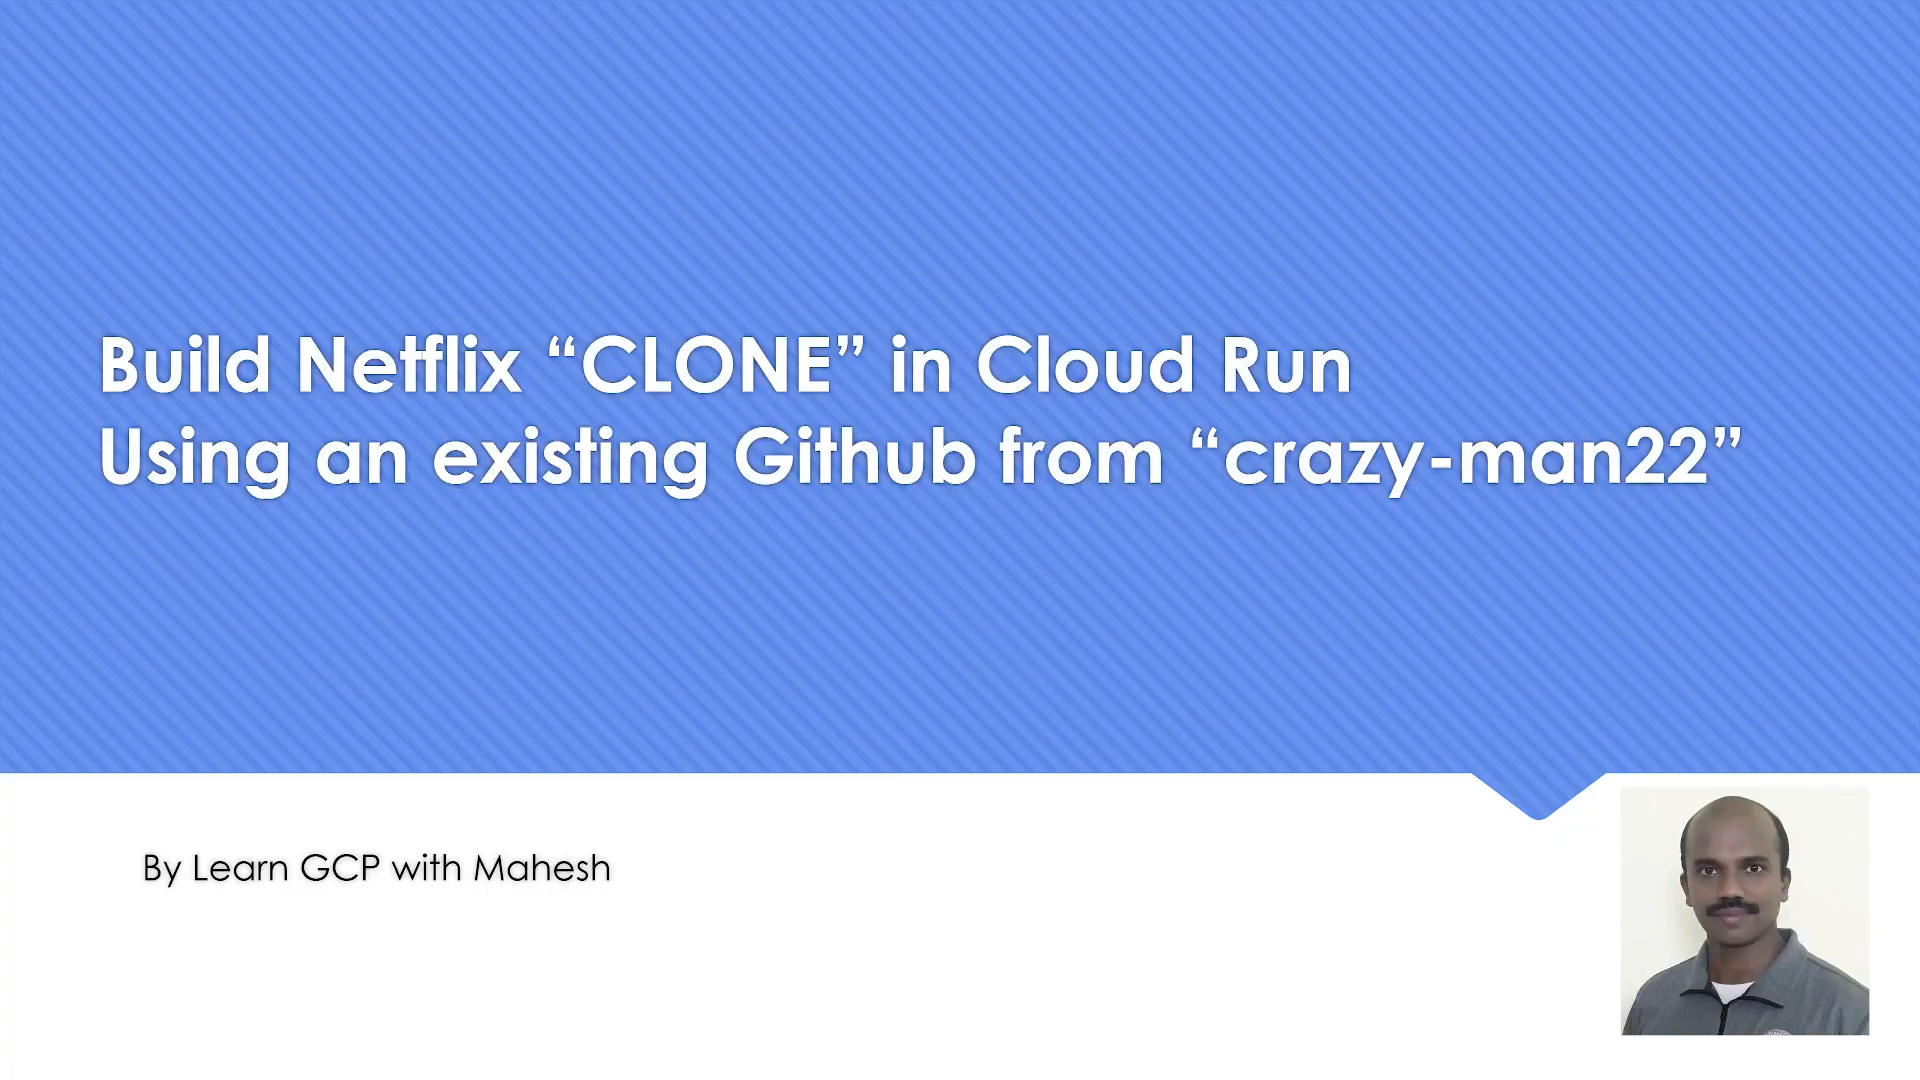 Build Netflix “CLONE” in Cloud Run
Using an existing Github from “crazy-man22”
By Learn GCP with Mahesh